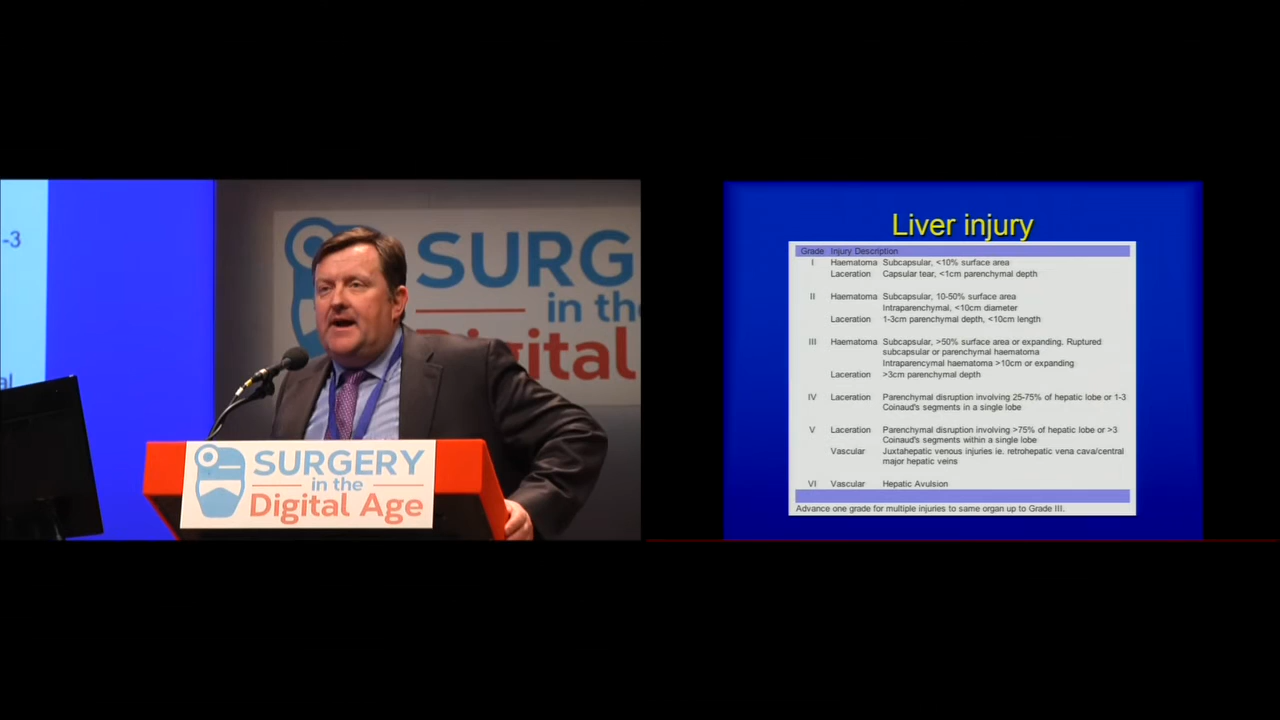 -3
al
SURG
in the
Digital
SURGERY
in the
Digital Age
Liver injury
Grade Injury Description
I Haematoma Subcapsular, <10% surface area
Laceration Capsular tear, <1cm parenchymal depth
II Haematoma Subcapsular, 10-50% surface area
Intraparenchymal, <10cm diameter
Laceration 1-3cm parenchymal depth, <10cm length
III Haematoma Subcapsular, >50% surface area or expanding. Ruptured
subcapsular or parenchymal haematoma
Intraparencymal haematoma >10cm or expanding
Laceration >3cm parenchymal depth
IV Laceration Parenchymal disruption involving 25-75% of hepatic lobe or 1-3
Coinaud's segments in a single lobe
V Laceration Parenchymal disruption involving >75% of hepatic lobe or >3
Coinaud's segments within a single lobe
Vascular Juxtahepatic venous injuries ie. retrohepatic vena cava/central
major hepatic veins
VI Vascular Hepatic Avulsion
Advance one grade for multiple injuries to same organ up to Grade III.